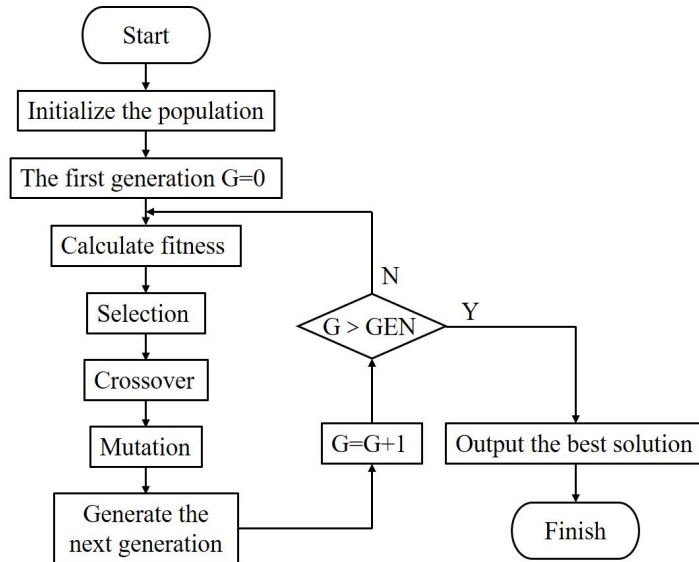 Start
Initialize the population
The first generation G=0
Calculate fitness
Selection
Crossover
Mutation
Generate the
next generation
G=G+1
G > GEN
N
Y
Output the best solution
Finish